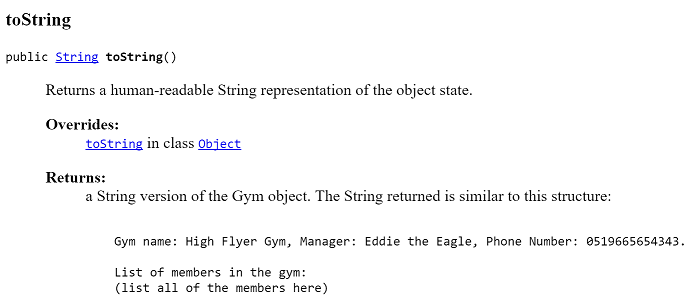 toString
public String toString()
Returns a human-readable String representation of the object state.
Overrides:
toString in class Object
Returns:
a String version of the Gym object. The String returned is similar to this structure:
Gym name: High Flyer Gym, Manager: Eddie the Eagle, Phone Number: 0519665654343.
List of members in the gym:
(list all of the members here)